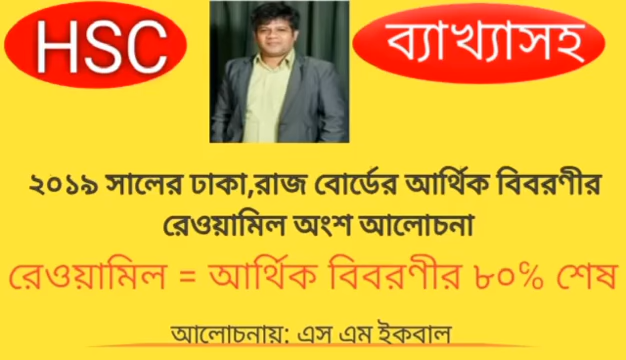 HSC
ব্যাখ্যাসহ
২০১৯ সালের ঢাকা,রাজ বোর্ডের আর্থিক বিবরণীর
রেওয়ামিল অংশ আলোচনা
রেওয়ামিল = আর্থিক বিবরণীর ৮০% শেষ
আলোচনায়: এস এম ইকবাল